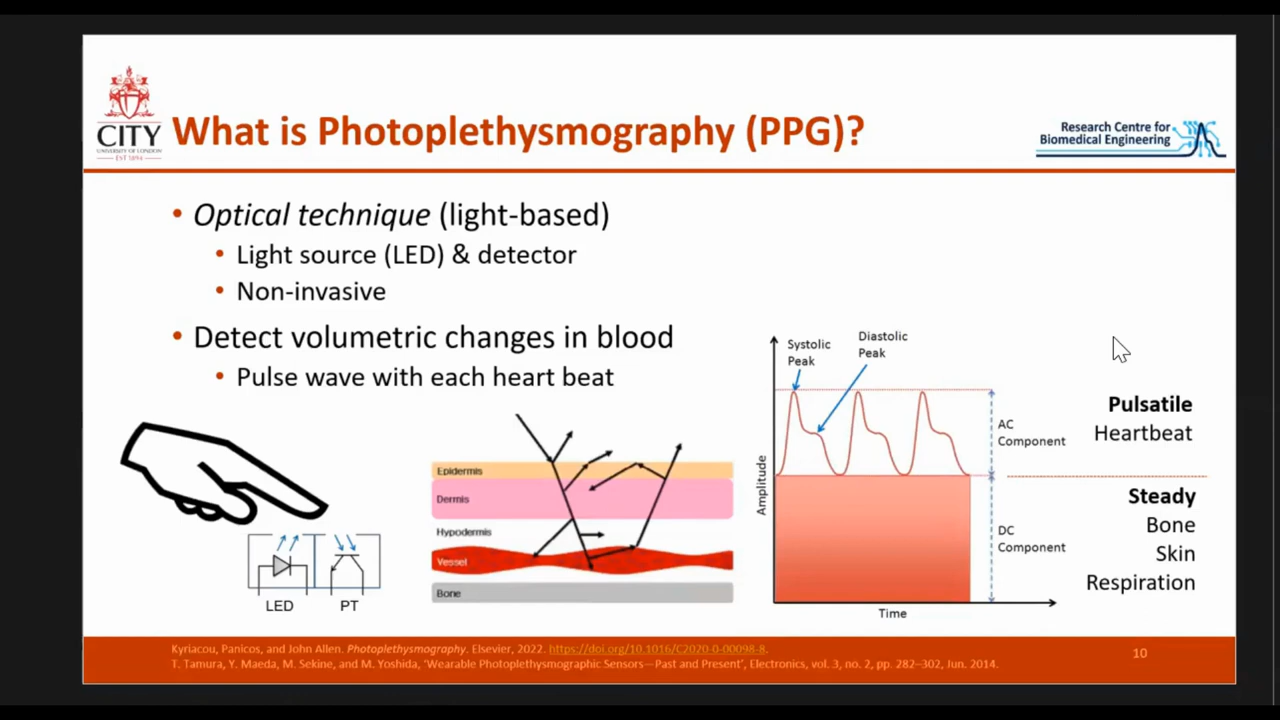 CITY
UNIVERSITY OF LONDON
EST 1894
What is Photoplethysmography (PPG)?
Research Centre for
Biomedical Engineering
• Optical technique (light-based)
• Light source (LED) & detector
• Non-invasive
• Detect volumetric changes in blood
• Pulse wave with each heart beat
LED
PT
Epidermis
Dermis
Hypodermis
Vessel
Bone
Systolic
Peak
Diastolic
Peak
Amplitude
Time
AC
Component
DC
Component
Pulsatile
Heartbeat
Steady
Bone
Skin
Respiration
Kyriacou, Panicos, and John Allen. Photoplethysmography. Elsevier, 2022. https://doi.org/10.1016/C2020-0-00098-8.
T. Tamura, Y. Maeda, M. Sekine, and M. Yoshida, ‘Wearable Photoplethysmographic Sensors—Past and Present’, Electronics, vol. 3, no. 2, pp. 282–302, Jun. 2014.
10